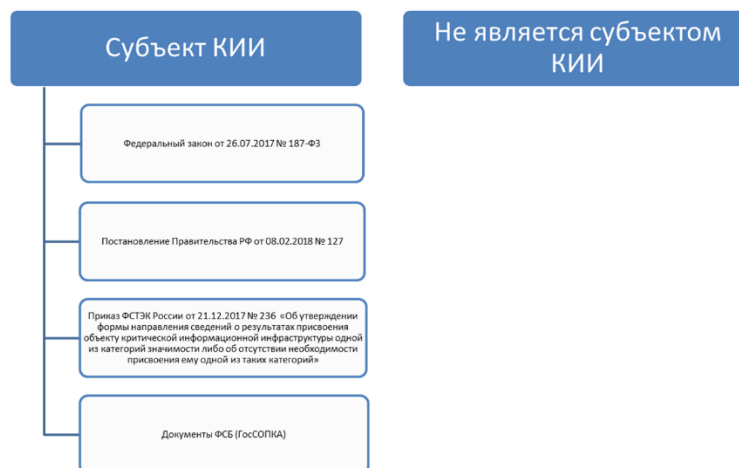 Субъект КИИ
Не является субъектом
КИИ
Федеральный закон от 26.07.2017 № 187-ФЗ
Постановление Правительства РФ от 08.02.2018 № 127
Приказ ФСТЭК России от 21.12.2017 № 236 «Об утверждении
формы направления сведений о результатах присвоения
объекту критической информационной инфраструктуры одной
из категорий значимости либо об отсутствии необходимости
присвоения ему одной из таких категорий»
Документы ФСБ (ГосСОПКА)